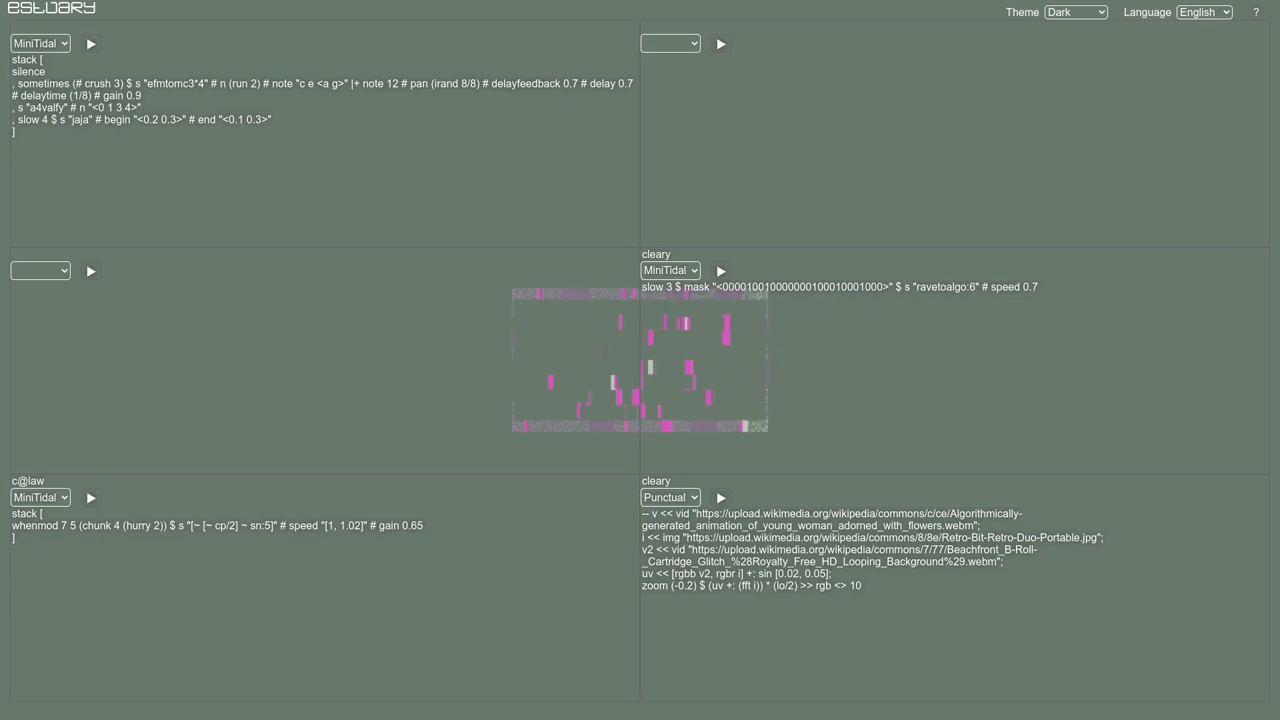 estuary
Theme Dark Language English ?
MiniTidal
stack [
silence
, sometimes (# crush 3) $ s "efmtomc3*4" # n (run 2) # note "c e <a g>" |+ note 12 # pan (irand 8/8) # delayfeedback 0.7 # delay 0.7
# delaytime (1/8) # gain 0.9
, s "a4valfy" # n "<0 1 3 4>"
, slow 4 $ s "jaja" # begin "<0.2 0.3>" # end "<0.1 0.3>"
]
cleary
MiniTidal
slow 3 $ mask "<000010010000000100010001000>" $ s "ravetoalgo:6" # speed 0.7
c@law
MiniTidal
stack [
whenmod 7 5 (chunk 4 (hurry 2)) $ s "[~ [~ cp/2] ~ sn:5]" # speed "[1, 1.02]" # gain 0.65
]
cleary
Punctual
-- v << vid "https://upload.wikimedia.org/wikipedia/commons/c/ce/Algorithmically-
generated_animation_of_young_woman_adorned_with_flowers.webm";
i << img "https://upload.wikimedia.org/wikipedia/commons/8/8e/Retro-Bit-Retro-Duo-Portable.jpg";
v2 << vid "https://upload.wikimedia.org/wikipedia/commons/7/77/Beachfront_B-Roll-
_Cartridge_Glitch_%28Royalty_Free_HD_Looping_Background%29.webm";
uv << [rgbb v2, rgbr i] +: sin [0.02, 0.05];
zoom (-0.2) $ (uv +: (fft i)) * (lo/2) >> rgb <> 10